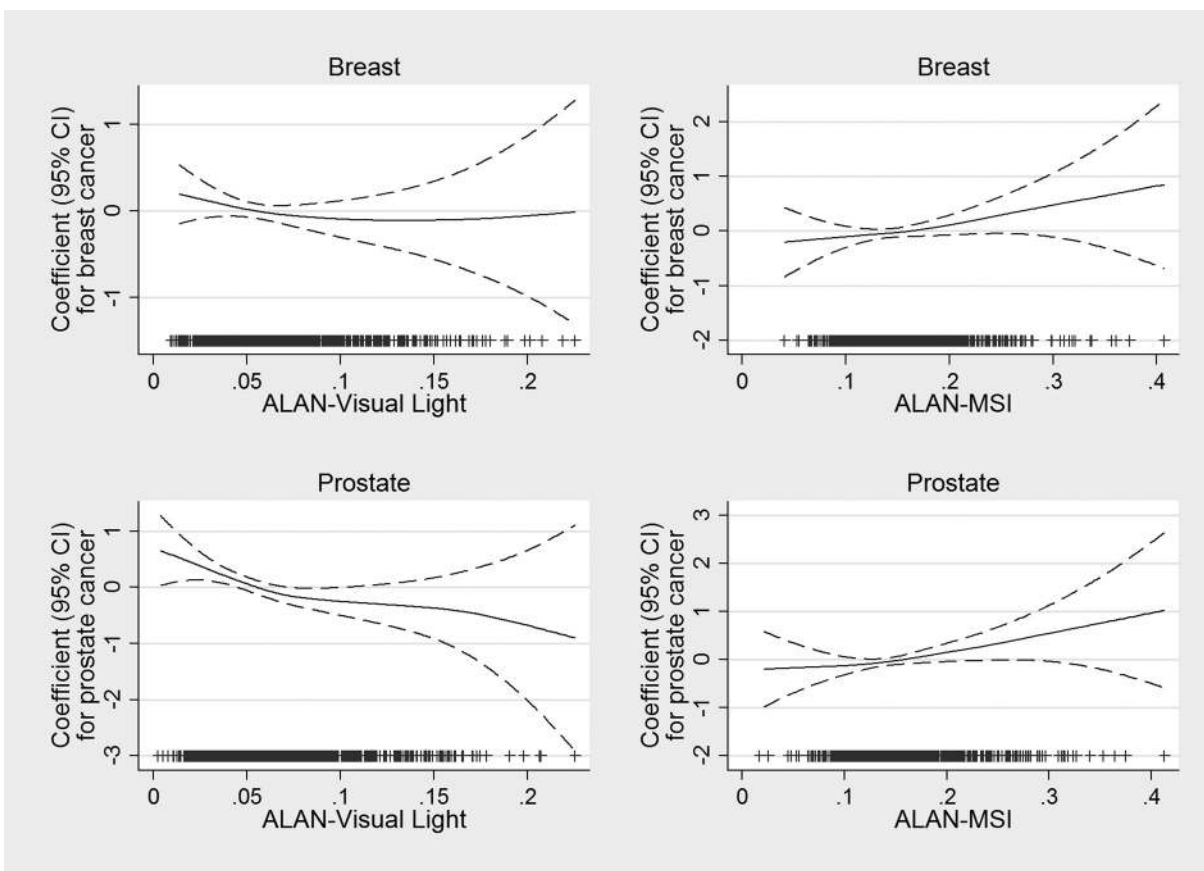 Breast
Coefficient (95% CI)
for breast cancer
1
0
-1
0 .05 .1 .15 .2
ALAN-Visual Light
Breast
Coefficient (95% CI)
for breast cancer
2
1
0
-1
-2
0 .1 .2 .3 .4
ALAN-MSI
Prostate
Coefficient (95% CI)
for prostate cancer
1
0
-1
-2
-3
0 .05 .1 .15 .2
ALAN-Visual Light
Prostate
Coefficient (95% CI)
for prostate cancer
3
2
1
0
-1
-2
0 .1 .2 .3 .4
ALAN-MSI